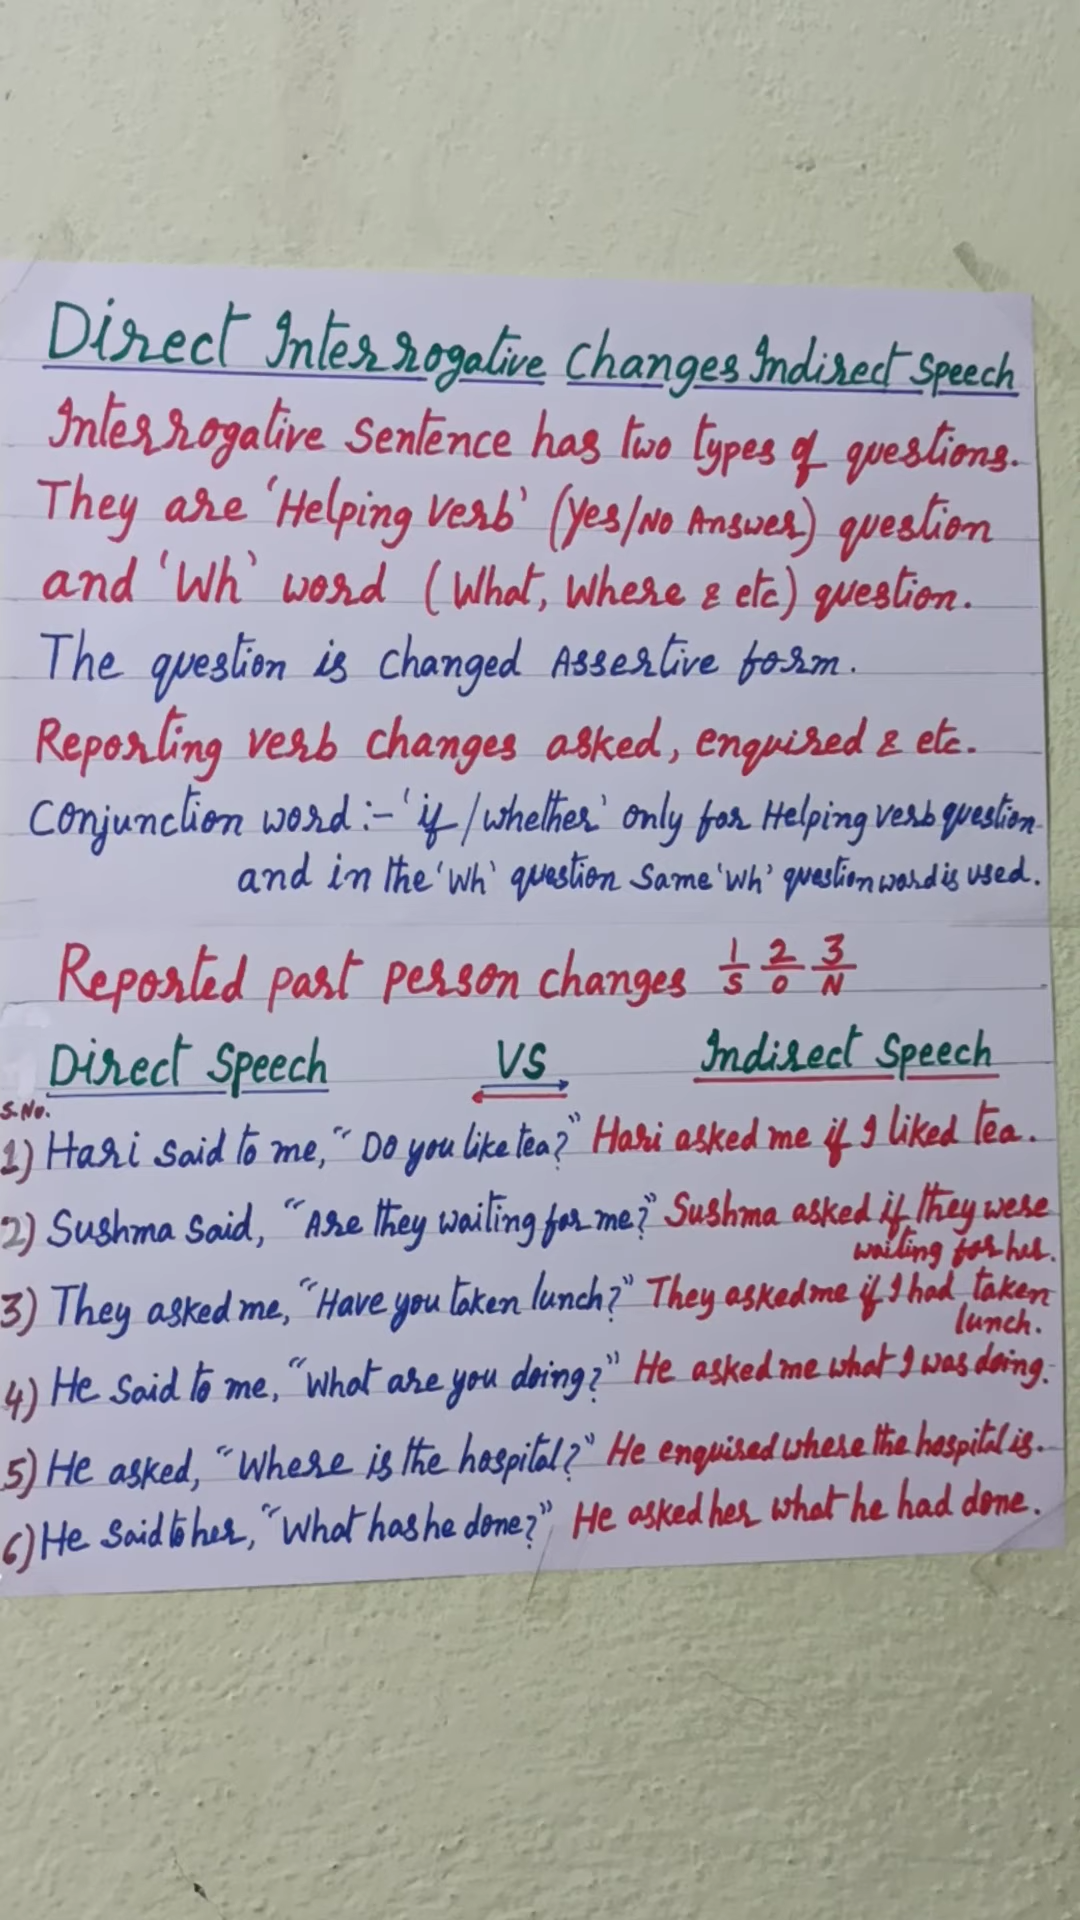 Direct Interrogative Changes Indirect Speech
Interrogative Sentence has two types of questions.
They are 'Helping verb' (Yes/No Answer) question
and 'Wh' word (What, Where & etc) question.
The question is changed Assertive form.
Reporting verb changes asked, enquired & etc.
Conjunction word :- 'if/whether' only for Helping verb question
and in the 'Wh' question same 'Wh' question word is used.
Reported part person changes 1/S 2/O 3/N
Direct Speech VS Indirect Speech
S.No.
1) Hari said to me, "Do you like tea?" Hari asked me if I liked tea.
2) Sushma said, "Are they waiting for me?" Sushma asked if they were
waiting for her.
3) They asked me, "Have you taken lunch?" They asked me if I had taken
lunch.
4) He said to me, "What are you doing?" He asked me what I was doing.
5) He asked, "Where is the hospital?" He enquired where the hospital is.
6) He said to her, "What has he done?" He asked her what he had done.